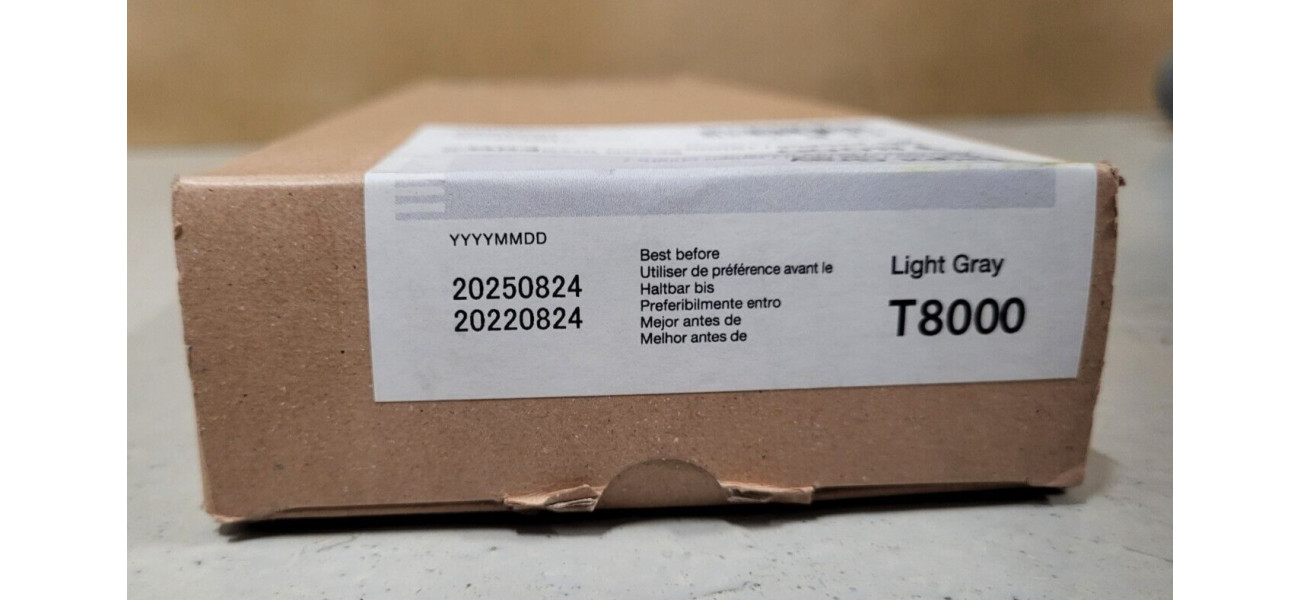 YYYYMMDD
20250824
20220824
Best before
Utiliser de préférence avant le
Haltbar bis
Preferibilmente entro
Mejor antes de
Melhor antes de
Light Gray
T8000